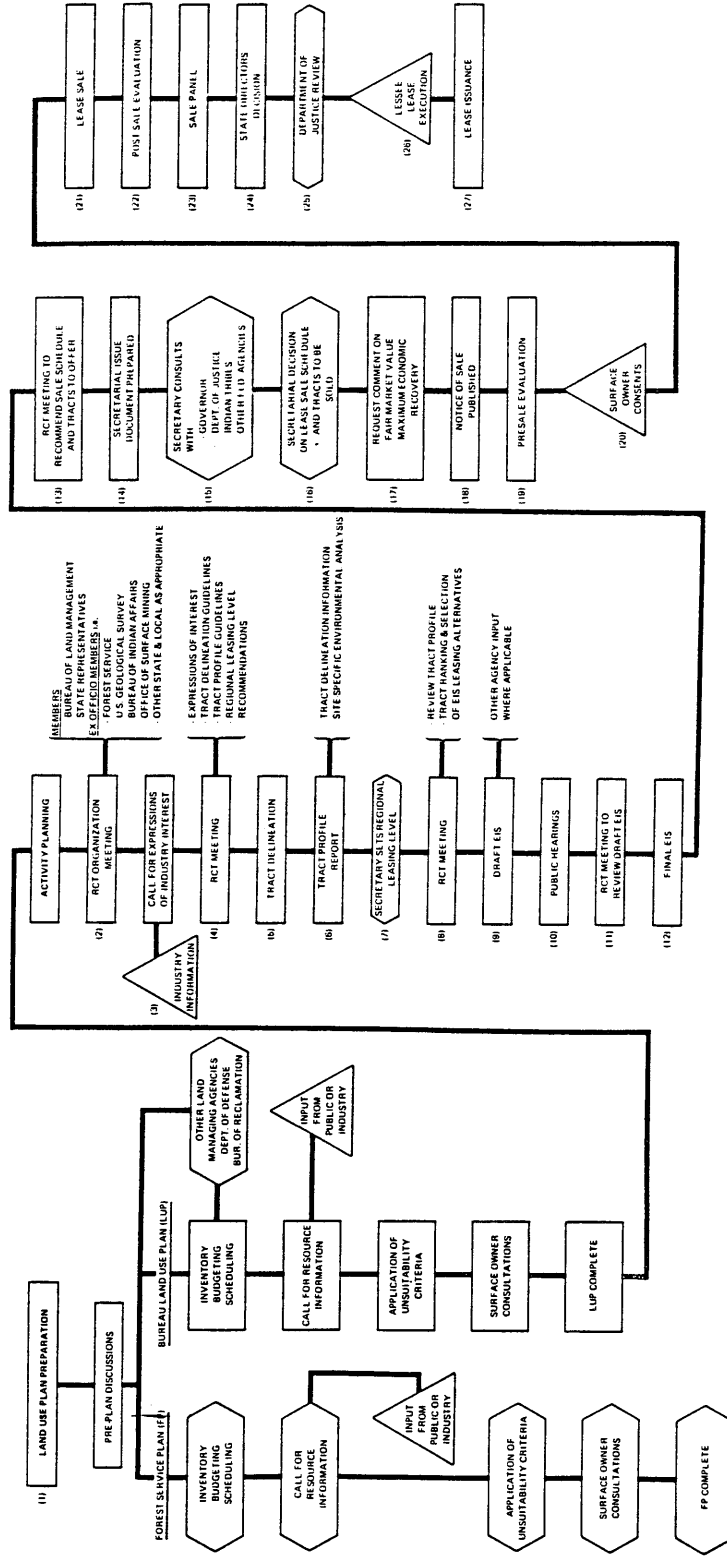 (1)
LAND USE PLAN PREPARATION
PRE-PLAN DISCUSSIONS
FOREST SERVICE PLAN (FP)
INVENTORY
BUDGETING
SCHEDULING
CALL FOR
RESOURCE
INFORMATION
INPUT
FROM
PUBLIC OR
INDUSTRY
APPLICATION OF
UNSUITABILITY CRITERIA
SURFACE OWNER
CONSULTATIONS
FP COMPLETE
BUREAU LAND USE PLAN (LUP)
INVENTORY
BUDGETING
SCHEDULING
OTHER LAND
MANAGING AGENCIES
DEPT. OF DEFENSE
BUR. OF RECLAMATION
CALL FOR RESOURCE
INFORMATION
INPUT
FROM
PUBLIC OR
INDUSTRY
APPLICATION OF
UNSUITABILITY
CRITERIA
SURFACE OWNER
CONSULTATIONS
LUP COMPLETE
ACTIVITY PLANNING
(2)
RCT ORGANIZATION
MEETING
MEMBERS
BUREAU OF LAND MANAGEMENT
STATE REPRESENTATIVES
EX OFFICIO MEMBERS i.e.
· FOREST SERVICE
U.S. GEOLOGICAL SURVEY
BUREAU OF INDIAN AFFAIRS
OFFICE OF SURFACE MINING
· OTHER STATE & LOCAL AS APPROPRIATE
(3)
CALL FOR EXPRESSIONS
OF INDUSTRY INTEREST
INDUSTRY
INFORMATION
(4)
RCT MEETING
· EXPRESSIONS OF INTEREST
· TRACT DELINEATION GUIDELINES
· TRACT PROFILE GUIDELINES
· REGIONAL LEASING LEVEL
RECOMMENDATIONS
(5)
TRACT DELINEATION
(6)
TRACT PROFILE
REPORT
TRACT DELINEATION INFORMATION
SITE SPECIFIC ENVIRONMENTAL ANALYSIS
(7)
SECRETARY SETS REGIONAL
LEASING LEVEL
(8)
RCT MEETING
· REVIEW TRACT PROFILE
· TRACT RANKING & SELECTION
OF EIS LEASING ALTERNATIVES
(9)
DRAFT EIS
OTHER AGENCY INPUT
WHERE APPLICABLE
(10)
PUBLIC HEARINGS
(11)
RCT MEETING TO
REVIEW DRAFT EIS
(12)
FINAL EIS
(13)
RCT MEETING TO
RECOMMEND SALE SCHEDULE
AND TRACTS TO OFFER
(14)
SECRETARIAL ISSUE
DOCUMENT PREPARED
(15)
SECRETARY CONSULTS
WITH
· GOVERNOR
· DEPT. OF JUSTICE
INDIAN TRIBES
OTHER FED AGENCIES
(16)
SECRETARIAL DECISION
ON LEASE SALE SCHEDULE
AND TRACTS TO BE
SOLD
(17)
REQUEST COMMENT ON
FAIR MARKET VALUE
MAXIMUM ECONOMIC
RECOVERY
(18)
NOTICE OF SALE
PUBLISHED
(19)
PRESALE EVALUATION
(20)
SURFACE
OWNER
CONSENTS
(21)
LEASE SALE
(22)
POST SALE EVALUATION
(23)
SALE PANEL
(24)
STATE DIRECTORS
DECISION
(25)
DEPARTMENT OF
JUSTICE REVIEW
(26)
LESSEE
LEASE
EXECUTION
(27)
LEASE ISSUANCE